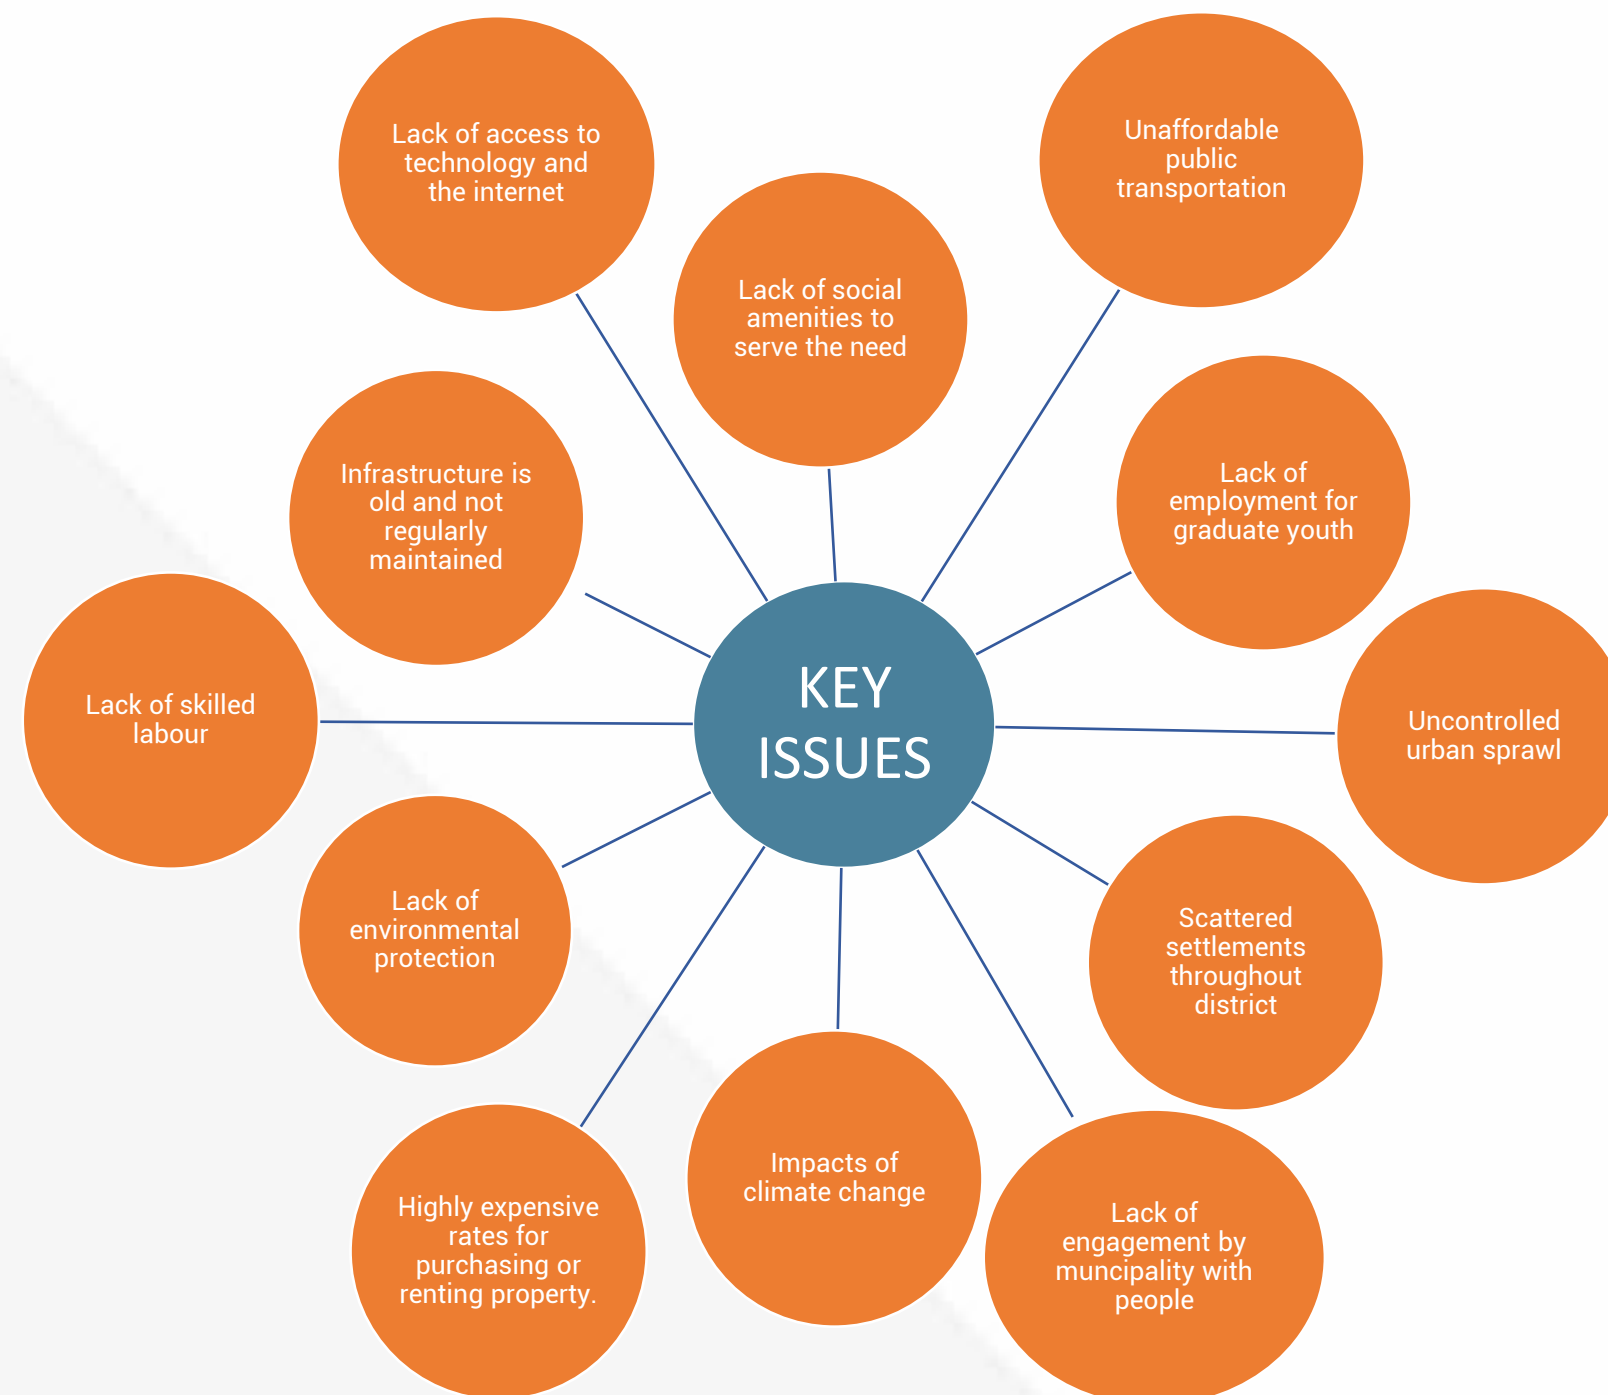 Lack of access to
technology and
the internet
Unaffordable
public
transportation
Lack of social
amenities to
serve the need
Infrastructure is
old and not
regularly
maintained
Lack of
employment for
graduate youth
KEY
ISSUES
Lack of skilled
labour
Uncontrolled
urban sprawl
Lack of
environmental
protection
Scattered
settlements
throughout
district
Highly expensive
rates for
purchasing or
renting property.
Impacts of
climate change
Lack of
engagement by
muncipality with
people